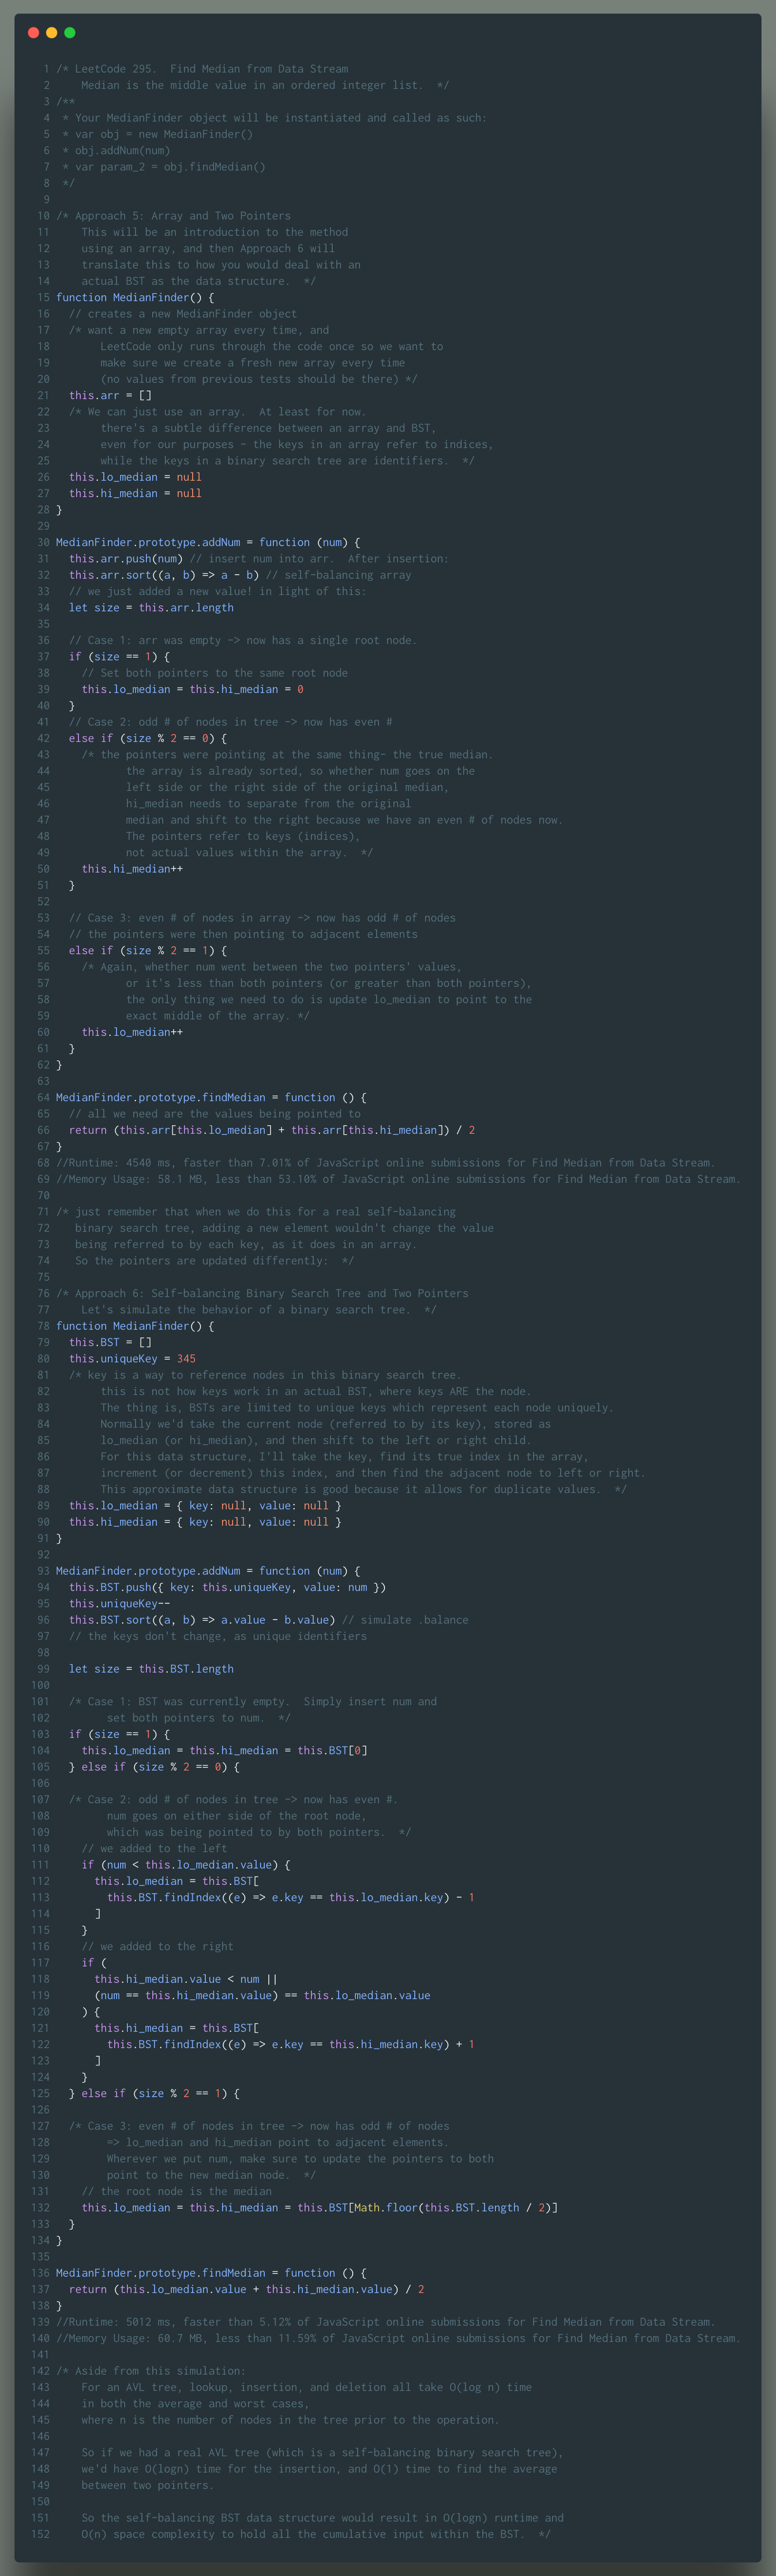 1 /* LeetCode 295.  Find Median from Data Stream
2     Median is the middle value in an ordered integer list.  */
3 /**
4  * Your MedianFinder object will be instantiated and called as such:
5  * var obj = new MedianFinder()
6  * obj.addNum(num)
7  * var param_2 = obj.findMedian()
8  */
9
10 /* Approach 5: Array and Two Pointers
11     This will be an introduction to the method
12     using an array, and then Approach 6 will
13     translate this to how you would deal with an
14     actual BST as the data structure.  */
15 function MedianFinder() {
16   // creates a new MedianFinder object
17   /* want a new empty array every time, and
18        LeetCode only runs through the code once so we want to
19        make sure we create a fresh new array every time
20        (no values from previous tests should be there) */
21   this.arr = []
22   /* We can just use an array.  At least for now.
23        there's a subtle difference between an array and BST,
24        even for our purposes - the keys in an array refer to indices,
25        while the keys in a binary search tree are identifiers.  */
26   this.lo_median = null
27   this.hi_median = null
28 }
29
30 MedianFinder.prototype.addNum = function (num) {
31   this.arr.push(num) // insert num into arr.  After insertion:
32   this.arr.sort((a, b) => a - b) // self-balancing array
33   // we just added a new value! in light of this:
34   let size = this.arr.length
35
36   // Case 1: arr was empty -> now has a single root node.
37   if (size == 1) {
38     // Set both pointers to the same root node
39     this.lo_median = this.hi_median = 0
40   }
41   // Case 2: odd # of nodes in tree -> now has even #
42   else if (size % 2 == 0) {
43     /* the pointers were pointing at the same thing- the true median.
44            the array is already sorted, so whether num goes on the
45            left side or the right side of the original median,
46            hi_median needs to separate from the original
47            median and shift to the right because we have an even # of nodes now.
48            The pointers refer to keys (indices),
49            not actual values within the array.  */
50     this.hi_median++
51   }
52
53   // Case 3: even # of nodes in array -> now has odd # of nodes
54   // the pointers were then pointing to adjacent elements
55   else if (size % 2 == 1) {
56     /* Again, whether num went between the two pointers' values,
57            or it's less than both pointers (or greater than both pointers),
58            the only thing we need to do is update lo_median to point to the
59            exact middle of the array. */
60     this.lo_median++
61   }
62 }
63
64 MedianFinder.prototype.findMedian = function () {
65   // all we need are the values being pointed to
66   return (this.arr[this.lo_median] + this.arr[this.hi_median]) / 2
67 }
68 //Runtime: 4540 ms, faster than 7.01% of JavaScript online submissions for Find Median from Data Stream.
69 //Memory Usage: 58.1 MB, less than 53.10% of JavaScript online submissions for Find Median from Data Stream.
70
71 /* just remember that when we do this for a real self-balancing
72    binary search tree, adding a new element wouldn't change the value
73    being referred to by each key, as it does in an array.
74    So the pointers are updated differently:  */
75
76 /* Approach 6: Self-balancing Binary Search Tree and Two Pointers
77     Let's simulate the behavior of a binary search tree.  */
78 function MedianFinder() {
79   this.BST = []
80   this.uniqueKey = 345
81   /* key is a way to reference nodes in this binary search tree.
82        this is not how keys work in an actual BST, where keys ARE the node.
83        The thing is, BSTs are limited to unique keys which represent each node uniquely.
84        Normally we'd take the current node (referred to by its key), stored as
85        lo_median (or hi_median), and then shift to the left or right child.
86        For this data structure, I'll take the key, find its true index in the array,
87        increment (or decrement) this index, and then find the adjacent node to left or right.
88        This approximate data structure is good because it allows for duplicate values.  */
89   this.lo_median = { key: null, value: null }
90   this.hi_median = { key: null, value: null }
91 }
92
93 MedianFinder.prototype.addNum = function (num) {
94   this.BST.push({ key: this.uniqueKey, value: num })
95   this.uniqueKey--
96   this.BST.sort((a, b) => a.value - b.value) // simulate .balance
97   // the keys don't change, as unique identifiers
98
99   let size = this.BST.length
100
101   /* Case 1: BST was currently empty.  Simply insert num and
102         set both pointers to num.  */
103   if (size == 1) {
104     this.lo_median = this.hi_median = this.BST[0]
105   } else if (size % 2 == 0) {
106
107   /* Case 2: odd # of nodes in tree -> now has even #.
108         num goes on either side of the root node,
109         which was being pointed to by both pointers.  */
110     // we added to the left
111     if (num < this.lo_median.value) {
112       this.lo_median = this.BST[
113         this.BST.findIndex((e) => e.key == this.lo_median.key) - 1
114       ]
115     }
116     // we added to the right
117     if (
118       this.hi_median.value < num ||
119       (num == this.hi_median.value) == this.lo_median.value
120     ) {
121       this.hi_median = this.BST[
122         this.BST.findIndex((e) => e.key == this.hi_median.key) + 1
123       ]
124     }
125   } else if (size % 2 == 1) {
126
127   /* Case 3: even # of nodes in tree -> now has odd # of nodes
128         => lo_median and hi_median point to adjacent elements.
129         Wherever we put num, make sure to update the pointers to both
130         point to the new median node.  */
131     // the root node is the median
132     this.lo_median = this.hi_median = this.BST[Math.floor(this.BST.length / 2)]
133   }
134 }
135
136 MedianFinder.prototype.findMedian = function () {
137   return (this.lo_median.value + this.hi_median.value) / 2
138 }
139 //Runtime: 5012 ms, faster than 5.12% of JavaScript online submissions for Find Median from Data Stream.
140 //Memory Usage: 60.7 MB, less than 11.59% of JavaScript online submissions for Find Median from Data Stream.
141
142 /* Aside from this simulation:
143     For an AVL tree, lookup, insertion, and deletion all take O(log n) time
144     in both the average and worst cases,
145     where n is the number of nodes in the tree prior to the operation.
146
147     So if we had a real AVL tree (which is a self-balancing binary search tree),
148     we'd have O(logn) time for the insertion, and O(1) time to find the average
149     between two pointers.
150
151     So the self-balancing BST data structure would result in O(logn) runtime and
152     O(n) space complexity to hold all the cumulative input within the BST.  */